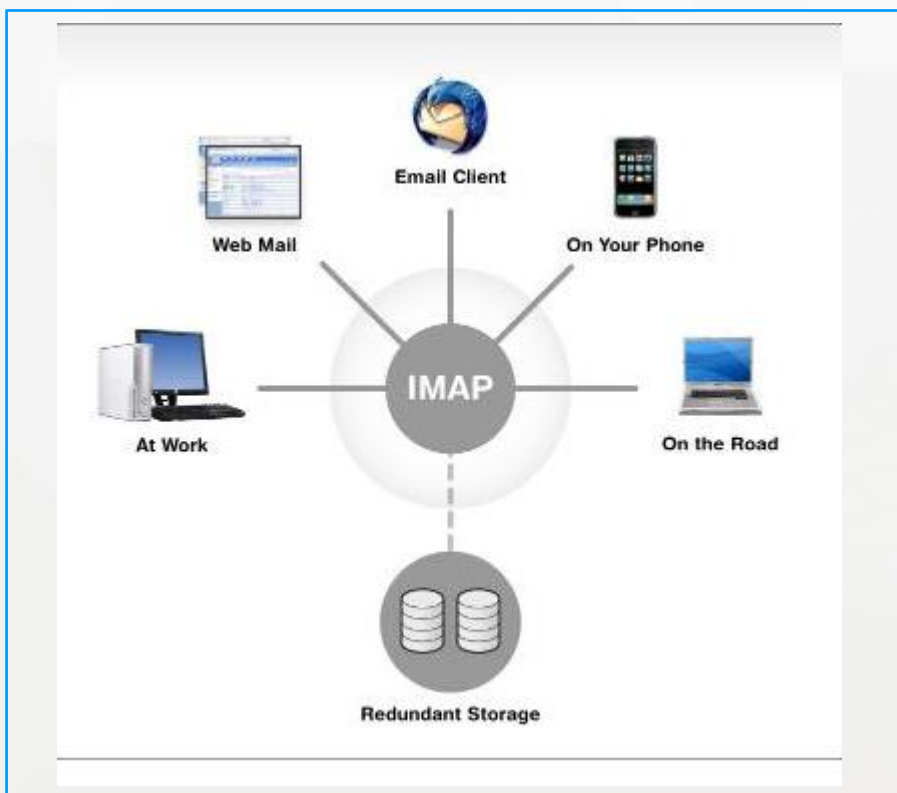 Email Client
Web Mail
On Your Phone
IMAP
At Work
On the Road
Redundant Storage